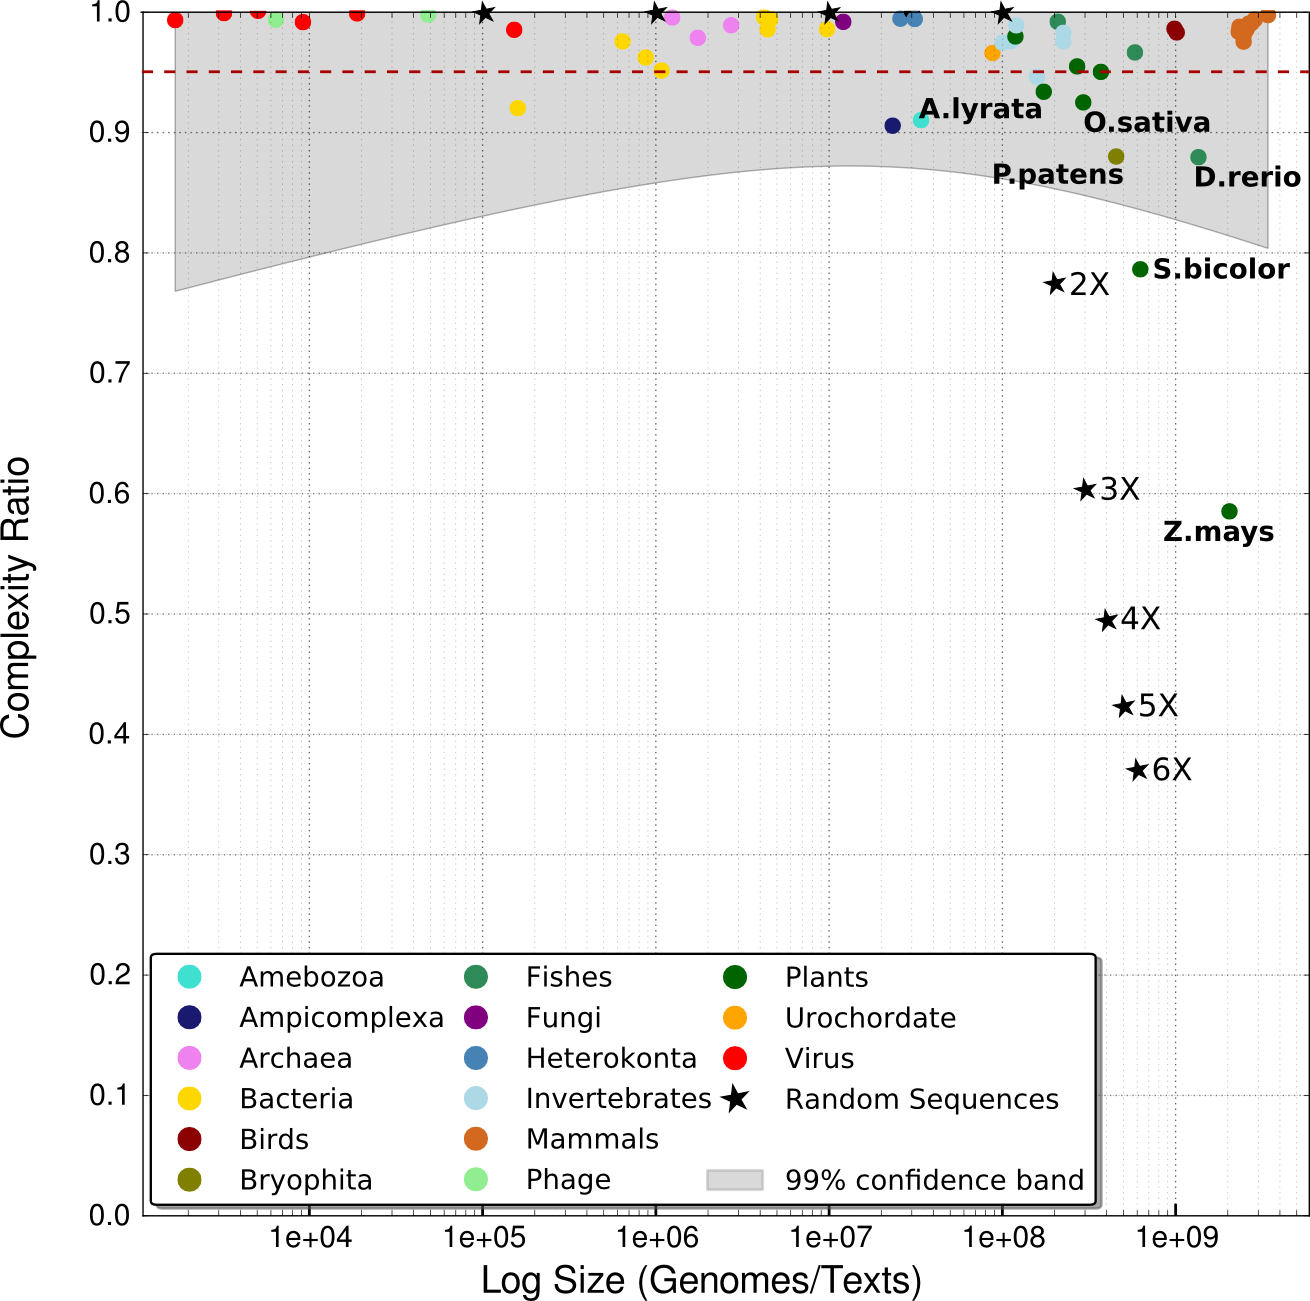 1.0
0.9
0.8
0.7
0.6
0.5
0.4
0.3
0.2
0.1
0.0
Complexity Ratio
A.lyrata
O.sativa
P.patens
D.rerio
S.bicolor
2X
3X
Z.mays
4X
5X
6X
Amebozoa
Ampicomplexa
Archaea
Bacteria
Birds
Bryophita
Fishes
Fungi
Heterokonta
Invertebrates
Mammals
Phage
Plants
Urochordate
Virus
Random Sequences
99% confidence band
1e+04 1e+05 1e+06 1e+07 1e+08 1e+09
Log Size (Genomes/Texts)